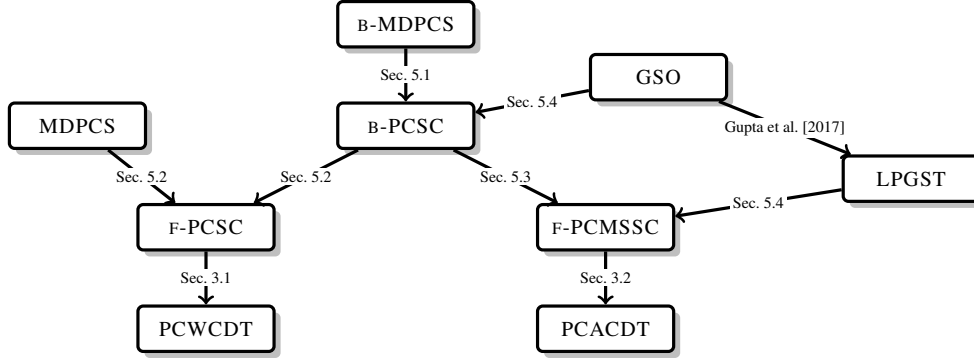 B-MDPCS
Sec. 5.1
GSO
MDPCS
B-PCSC
Sec. 5.4
Gupta et al. [2017]
Sec. 5.2
Sec. 5.2
Sec. 5.3
LPGST
Sec. 5.4
F-PCSC
F-PCMSSC
Sec. 3.1
Sec. 3.2
PCWCDT
PCACDT